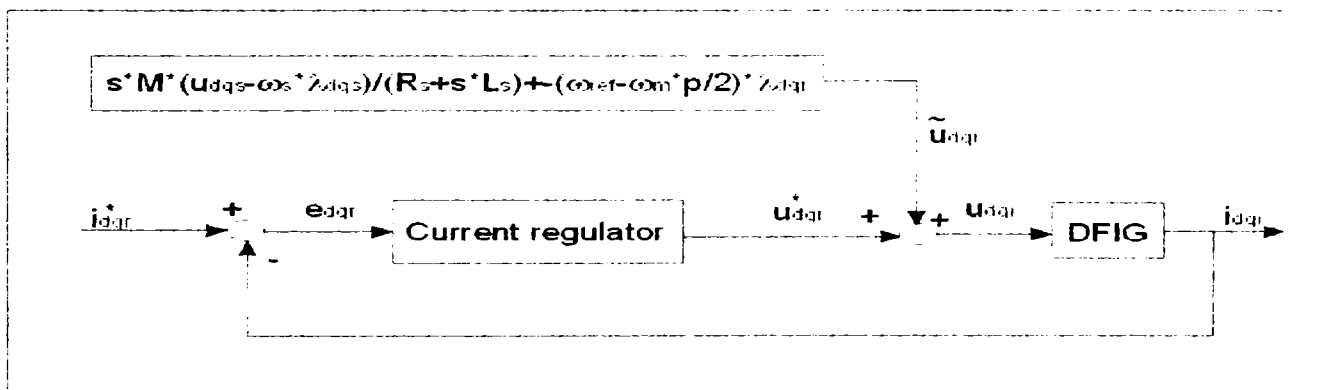 s*M*(udqs-ωs*λdqs)/(Rs+s*Ls)+-(ωref-ωm*p/2)*λdqr
ũdqr
i*dqr
+
edqr
Current regulator
u*dqr
+
+
udqr
DFIG
idqr
-